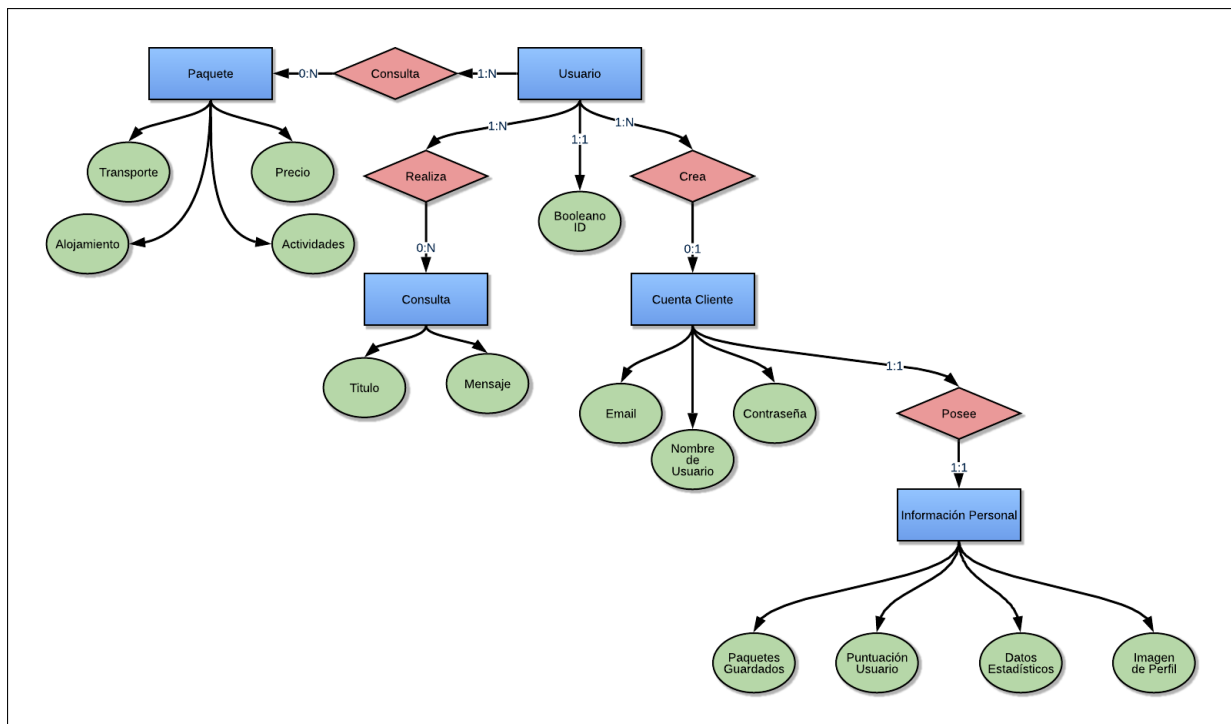 Paquete
0:N
Consulta
1:N
Usuario
1:N
1:1
1:N
Transporte
Precio
Realiza
Crea
Alojamiento
Actividades
Booleano
ID
0:N
0:1
Consulta
Cuenta Cliente
Titulo
Mensaje
1:1
Email
Nombre
de
Usuario
Contraseña
Posee
1:1
Información Personal
Paquetes
Guardados
Puntuación
Usuario
Datos
Estadísticos
Imagen
de Perfil